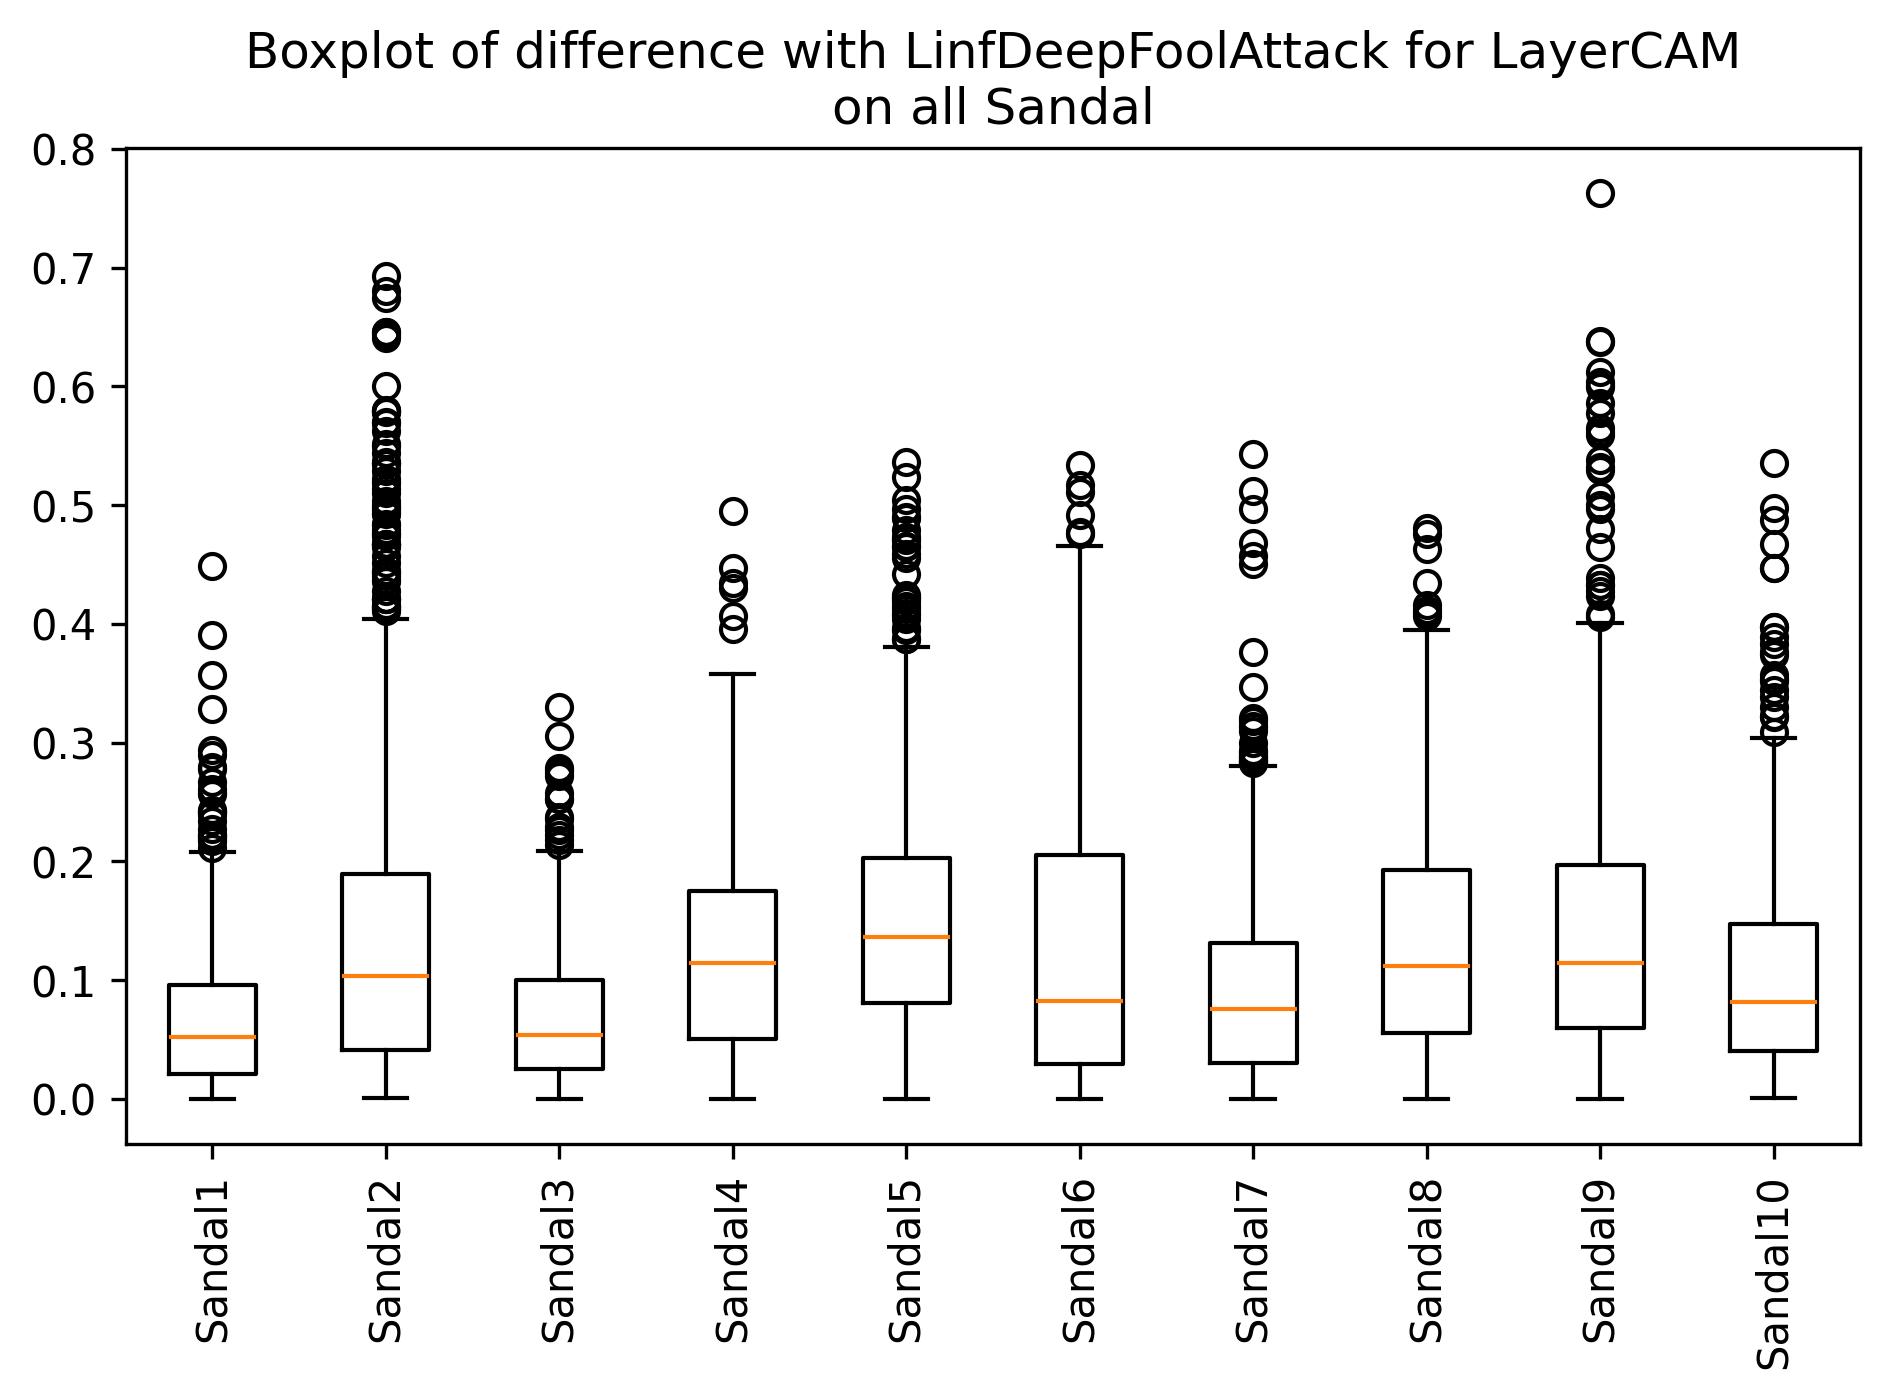 Boxplot of difference with LinfDeepFoolAttack for LayerCAM
on all Sandal
0.8
0.7
0.6
0.5
0.4
0.3
0.2
0.1
0.0
Sandal1
Sandal2
Sandal3
Sandal4
Sandal5
Sandal6
Sandal7
Sandal8
Sandal9
Sandal10